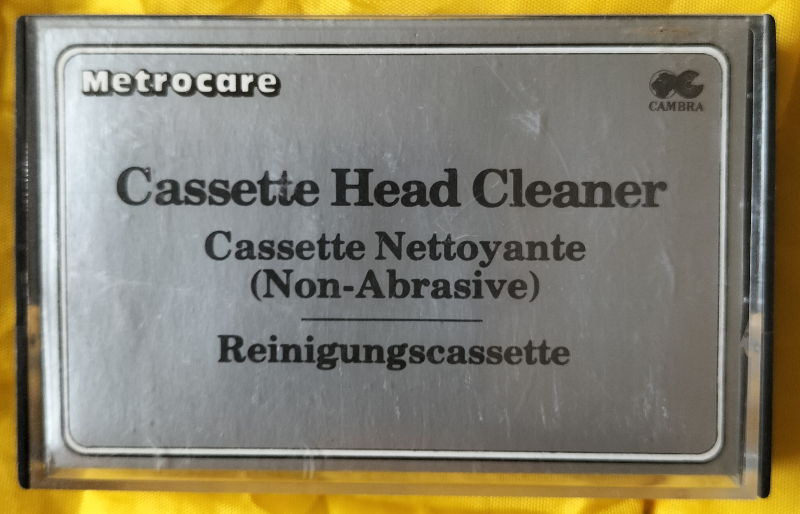 Metrocare
CAMBRA
Cassette Head Cleaner
Cassette Nettoyante
(Non-Abrasive)
Reinigungscassette